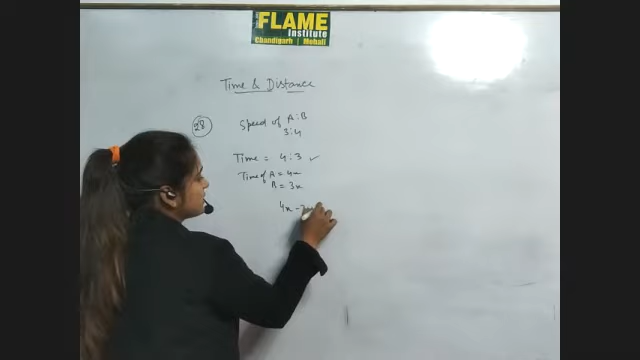 FLAME
Institute
Chandigarh | Mohali
Time & Distance
28 Speed of A:B
3:4
Time = 4:3 ✓
Time of A = 4x
B = 3x
4x -